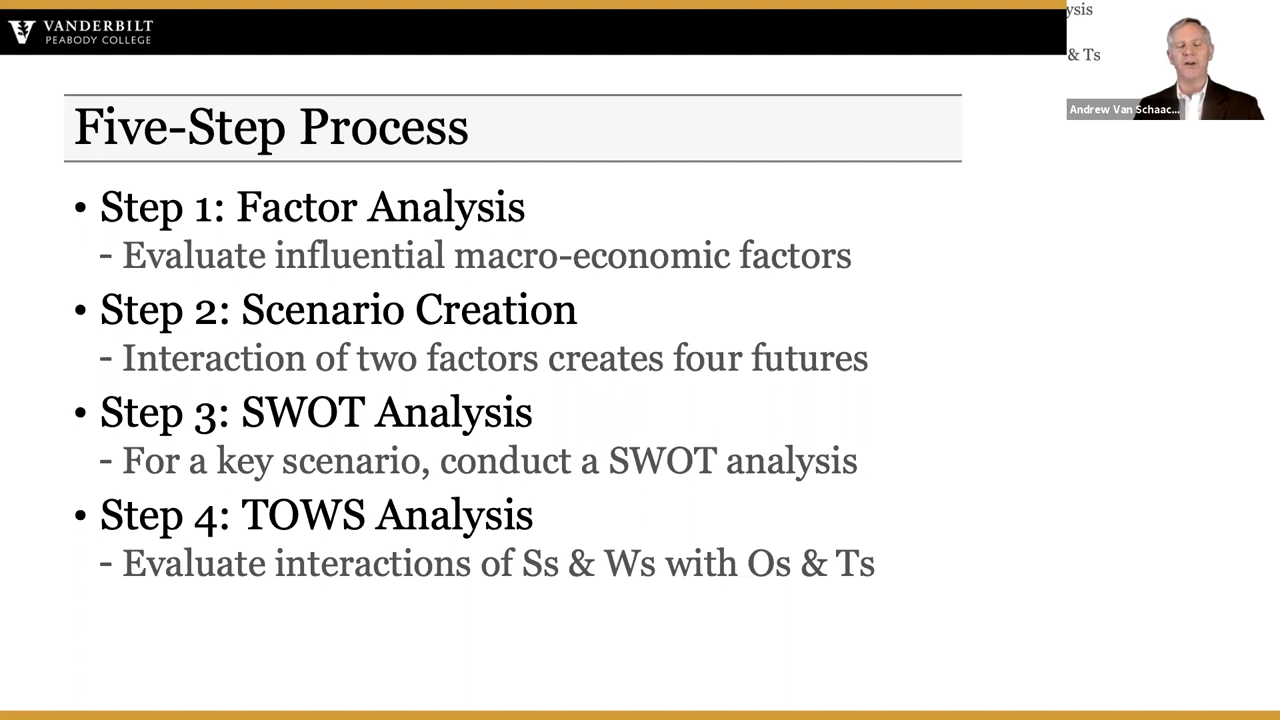 VANDERBILT
PEABODY COLLEGE
ysis
& Ts
Andrew Van Schaac...
Five-Step Process
• Step 1: Factor Analysis
- Evaluate influential macro-economic factors
• Step 2: Scenario Creation
- Interaction of two factors creates four futures
• Step 3: SWOT Analysis
- For a key scenario, conduct a SWOT analysis
• Step 4: TOWS Analysis
- Evaluate interactions of Ss & Ws with Os & Ts